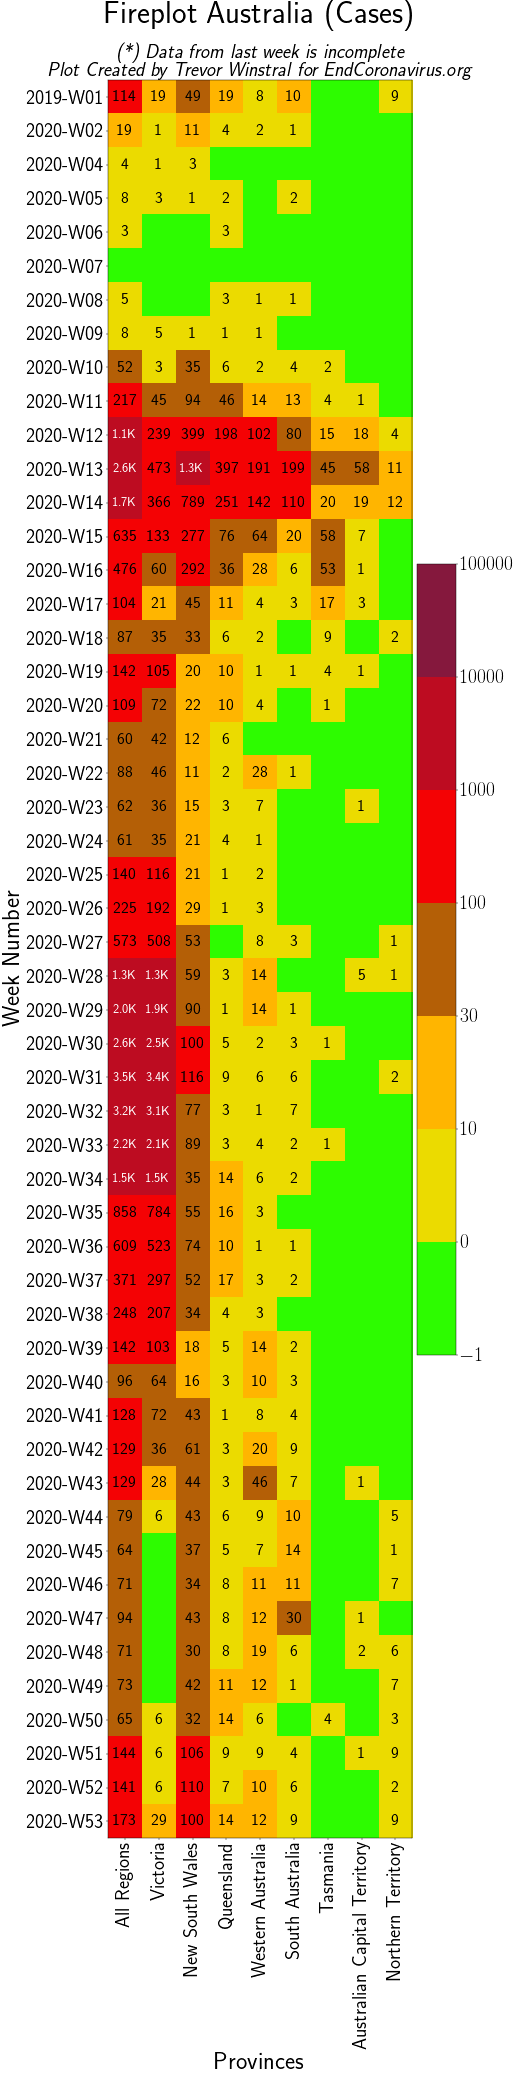 Fireplot Australia (Cases)
(*) Data from last week is incomplete
Plot Created by Trevor Winstral for EndCoronavirus.org
2019-W01 114 19 49 19 8 10 9
2020-W02 19 1 11 4 2 1
2020-W04 4 1 3
2020-W05 8 3 1 2 2
2020-W06 3 3
2020-W07
2020-W08 5 3 1 1
2020-W09 8 5 1 1 1
2020-W10 52 3 35 6 2 4 2
2020-W11 217 45 94 46 14 13 4 1
2020-W12 1.1K 239 399 198 102 80 15 18 4
2020-W13 2.6K 473 1.3K 397 191 199 45 58 11
2020-W14 1.7K 366 789 251 142 110 20 19 12
2020-W15 635 133 277 76 64 20 58 7
2020-W16 476 60 292 36 28 6 53 1
2020-W17 104 21 45 11 4 3 17 3
2020-W18 87 35 33 6 2 9 2
2020-W19 142 105 20 10 1 1 4 1
2020-W20 109 72 22 10 4 1
2020-W21 60 42 12 6
2020-W22 88 46 11 2 28 1
2020-W23 62 36 15 3 7 1
2020-W24 61 35 21 4 1
2020-W25 140 116 21 1 2
2020-W26 225 192 29 1 3
2020-W27 573 508 53 8 3 1
2020-W28 1.3K 1.3K 59 3 14 5 1
2020-W29 2.0K 1.9K 90 1 14 1
2020-W30 2.6K 2.5K 100 5 2 3 1
2020-W31 3.5K 3.4K 116 9 6 6 2
2020-W32 3.2K 3.1K 77 3 1 7
2020-W33 2.2K 2.1K 89 3 4 2 1
2020-W34 1.5K 1.5K 35 14 6 2
2020-W35 858 784 55 16 3
2020-W36 609 523 74 10 1 1
2020-W37 371 297 52 17 3 2
2020-W38 248 207 34 4 3
2020-W39 142 103 18 5 14 2
2020-W40 96 64 16 3 10 3
2020-W41 128 72 43 1 8 4
2020-W42 129 36 61 3 20 9
2020-W43 129 28 44 3 46 7 1
2020-W44 79 6 43 6 9 10 5
2020-W45 64 37 5 7 14 1
2020-W46 71 34 8 11 11 7
2020-W47 94 43 8 12 30 1
2020-W48 71 30 8 19 6 2 6
2020-W49 73 42 11 12 1 7
2020-W50 65 6 32 14 6 4 3
2020-W51 144 6 106 9 9 4 1 9
2020-W52 141 6 110 7 10 6 2
2020-W53 173 29 100 14 12 9 9
All Regions
Victoria
New South Wales
Queensland
Western Australia
South Australia
Tasmania
Australian Capital Territory
Northern Territory
Provinces
Week Number
100000
10000
1000
100
30
10
0
−1